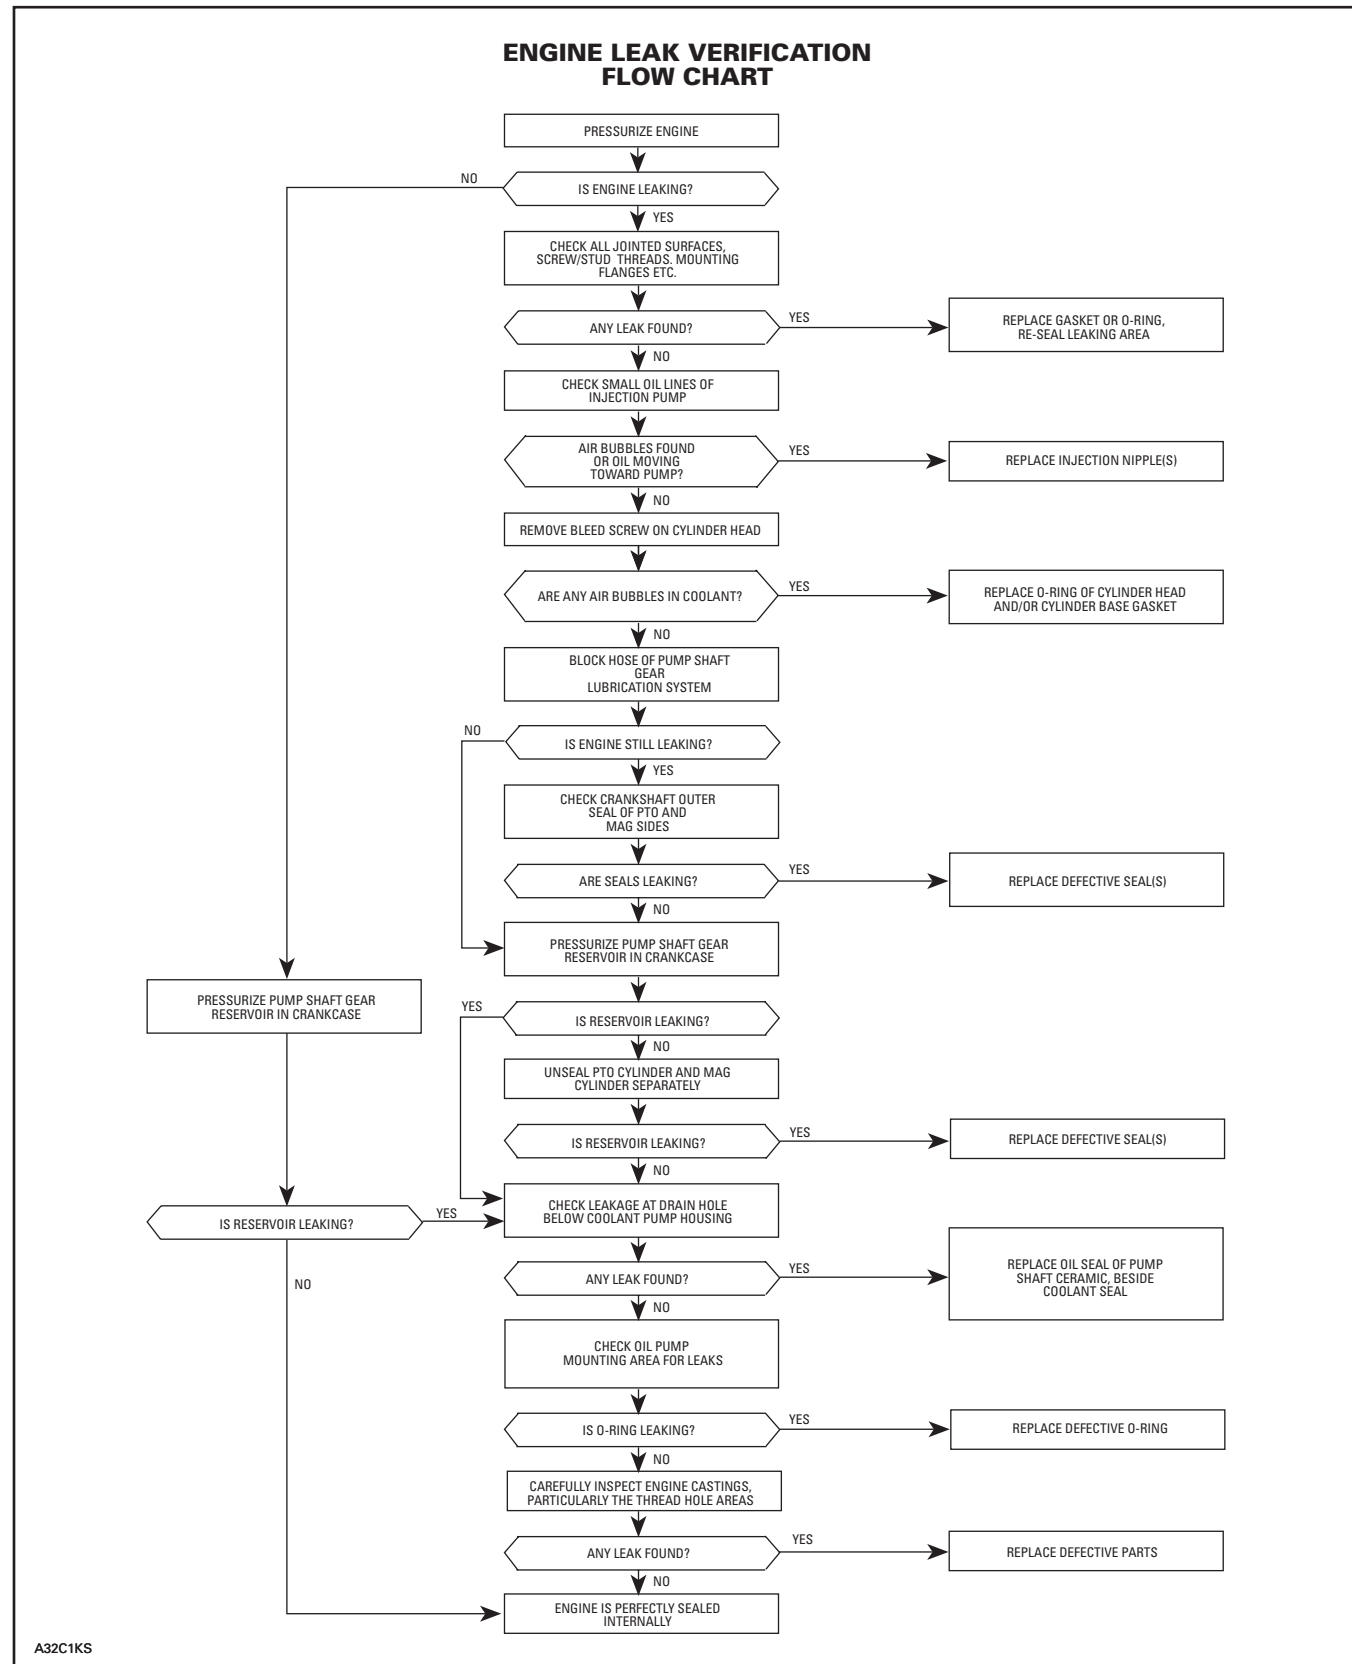 ENGINE LEAK VERIFICATION
FLOW CHART
PRESSURIZE ENGINE
NO
IS ENGINE LEAKING?
YES
CHECK ALL JOINTED SURFACES,
SCREW/STUD THREADS. MOUNTING
FLANGES ETC.
ANY LEAK FOUND?
YES
REPLACE GASKET OR O-RING,
RE-SEAL LEAKING AREA
NO
CHECK SMALL OIL LINES OF
INJECTION PUMP
AIR BUBBLES FOUND
OR OIL MOVING
TOWARD PUMP?
YES
REPLACE INJECTION NIPPLE(S)
NO
REMOVE BLEED SCREW ON CYLINDER HEAD
ARE ANY AIR BUBBLES IN COOLANT?
YES
REPLACE O-RING OF CYLINDER HEAD
AND/OR CYLINDER BASE GASKET
NO
BLOCK HOSE OF PUMP SHAFT
GEAR
LUBRICATION SYSTEM
NO
IS ENGINE STILL LEAKING?
YES
CHECK CRANKSHAFT OUTER
SEAL OF PTO AND
MAG SIDES
ARE SEALS LEAKING?
YES
REPLACE DEFECTIVE SEAL(S)
NO
PRESSURIZE PUMP SHAFT GEAR
RESERVOIR IN CRANKCASE
PRESSURIZE PUMP SHAFT GEAR
RESERVOIR IN CRANKCASE
YES
IS RESERVOIR LEAKING?
NO
UNSEAL PTO CYLINDER AND MAG
CYLINDER SEPARATELY
IS RESERVOIR LEAKING?
YES
REPLACE DEFECTIVE SEAL(S)
NO
CHECK LEAKAGE AT DRAIN HOLE
BELOW COOLANT PUMP HOUSING
IS RESERVOIR LEAKING?
YES
NO
ANY LEAK FOUND?
YES
REPLACE OIL SEAL OF PUMP
SHAFT CERAMIC, BESIDE
COOLANT SEAL
NO
CHECK OIL PUMP
MOUNTING AREA FOR LEAKS
IS O-RING LEAKING?
YES
REPLACE DEFECTIVE O-RING
NO
CAREFULLY INSPECT ENGINE CASTINGS,
PARTICULARLY THE THREAD HOLE AREAS
ANY LEAK FOUND?
YES
REPLACE DEFECTIVE PARTS
NO
ENGINE IS PERFECTLY SEALED
INTERNALLY
A32C1KS